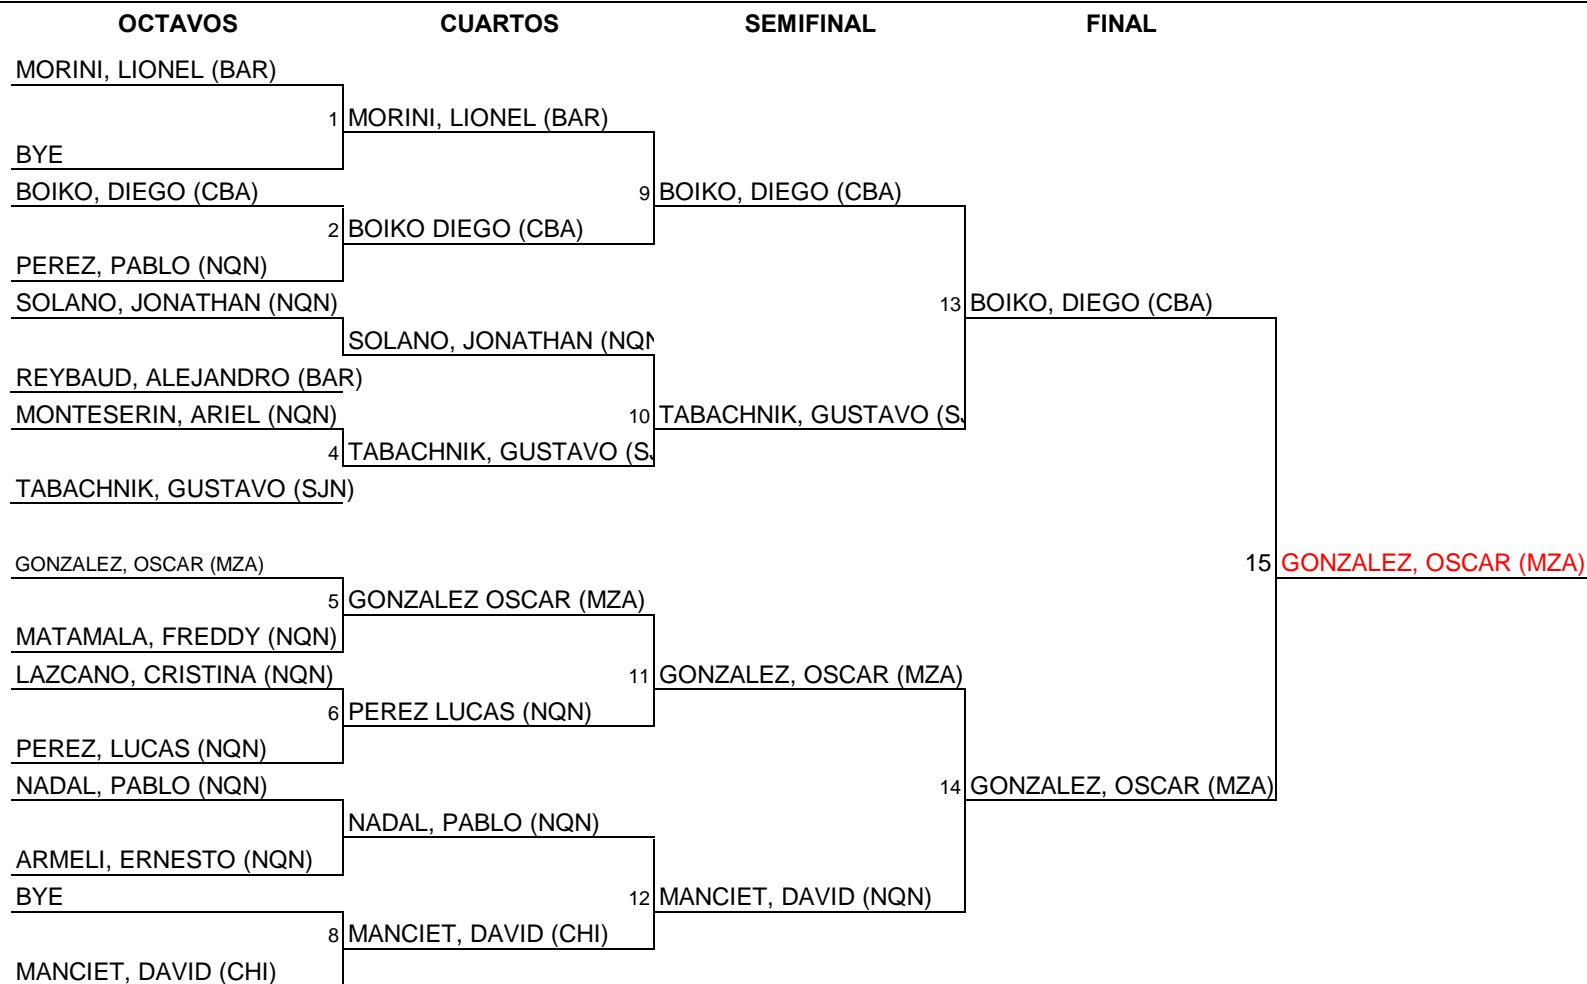 OCTAVOS CUARTOS SEMIFINAL FINAL
MORINI, LIONEL (BAR)
1 MORINI, LIONEL (BAR)
BYE
BOIKO, DIEGO (CBA) 9 BOIKO, DIEGO (CBA)
2 BOIKO DIEGO (CBA)
PEREZ, PABLO (NQN)
SOLANO, JONATHAN (NQN) 13 BOIKO, DIEGO (CBA)
SOLANO, JONATHAN (NQN
REYBAUD, ALEJANDRO (BAR)
MONTESERIN, ARIEL (NQN) 10 TABACHNIK, GUSTAVO (SJ
4 TABACHNIK, GUSTAVO (SJ
TABACHNIK, GUSTAVO (SJN)
GONZALEZ, OSCAR (MZA) 15 GONZALEZ, OSCAR (MZA)
5 GONZALEZ OSCAR (MZA)
MATAMALA, FREDDY (NQN)
LAZCANO, CRISTINA (NQN) 11 GONZALEZ, OSCAR (MZA)
6 PEREZ LUCAS (NQN)
PEREZ, LUCAS (NQN)
NADAL, PABLO (NQN) 14 GONZALEZ, OSCAR (MZA)
NADAL, PABLO (NQN)
ARMELI, ERNESTO (NQN)
BYE 12 MANCIET, DAVID (NQN)
8 MANCIET, DAVID (CHI)
MANCIET, DAVID (CHI)